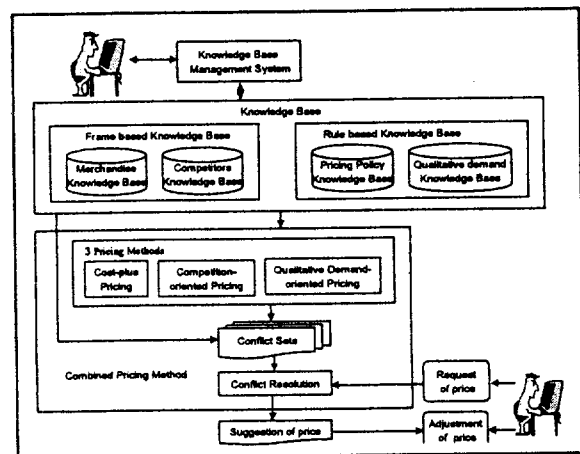 Knowledge Base
Management System
Knowledge Base
Frame based Knowledge Base
Rule based Knowledge Base
Merchandise
Knowledge Base
Competitors
Knowledge Base
Pricing Policy
Knowledge Base
Qualitative demand
Knowledge Base
3 Pricing Methods
Cost-plus
Pricing
Competition-
oriented Pricing
Qualitative Demand-
oriented Pricing
Conflict Sets
Combined Pricing Method
Conflict Resolution
Request
of price
Suggestion of price
Adjustment
of price